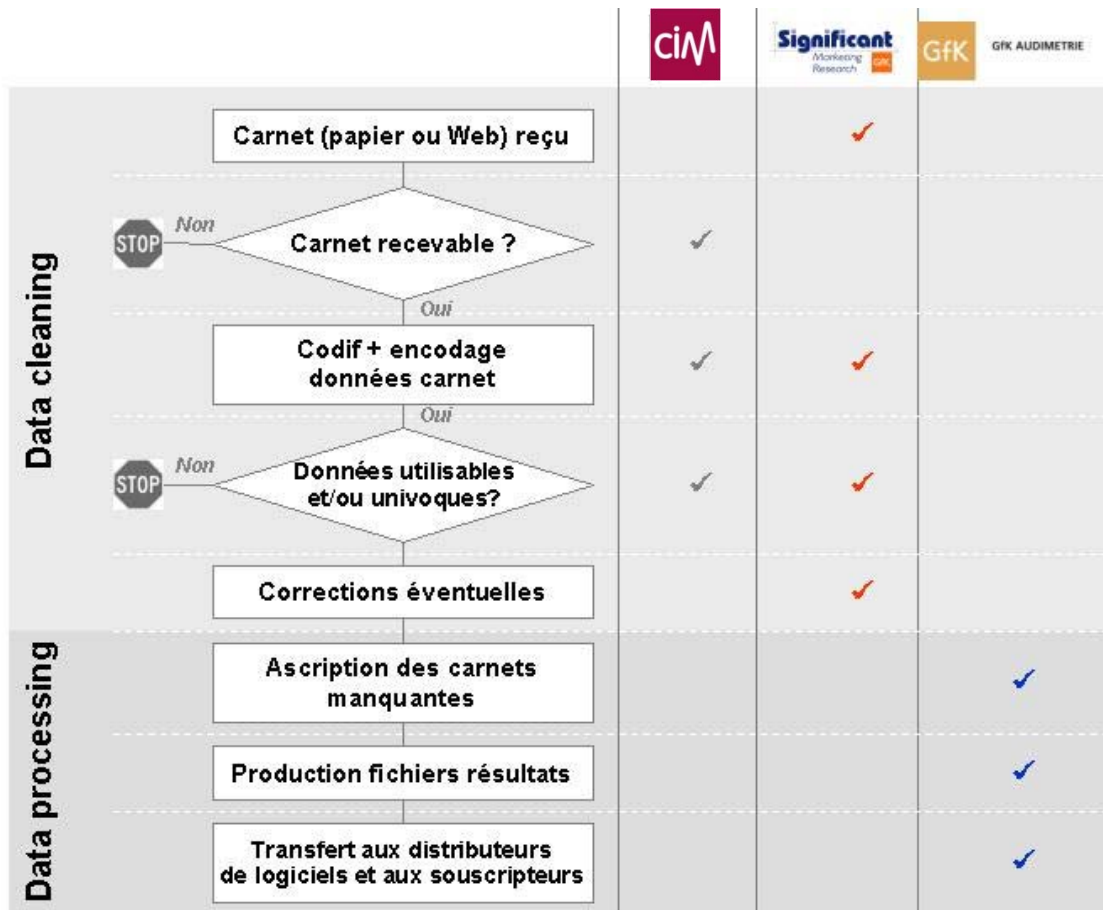 CiM
Significant
Marketing
Research
GfK
GfK
GfK AUDIMETRIE
Data cleaning
Carnet (papier ou Web) reçu
STOP
Non
Carnet recevable ?
Oui
Codif + encodage
données carnet
Oui
STOP
Non
Données utilisables
et/ou univoques?
Corrections éventuelles
Data processing
Ascription des carnets
manquantes
Production fichiers résultats
Transfert aux distributeurs
de logiciels et aux souscripteurs